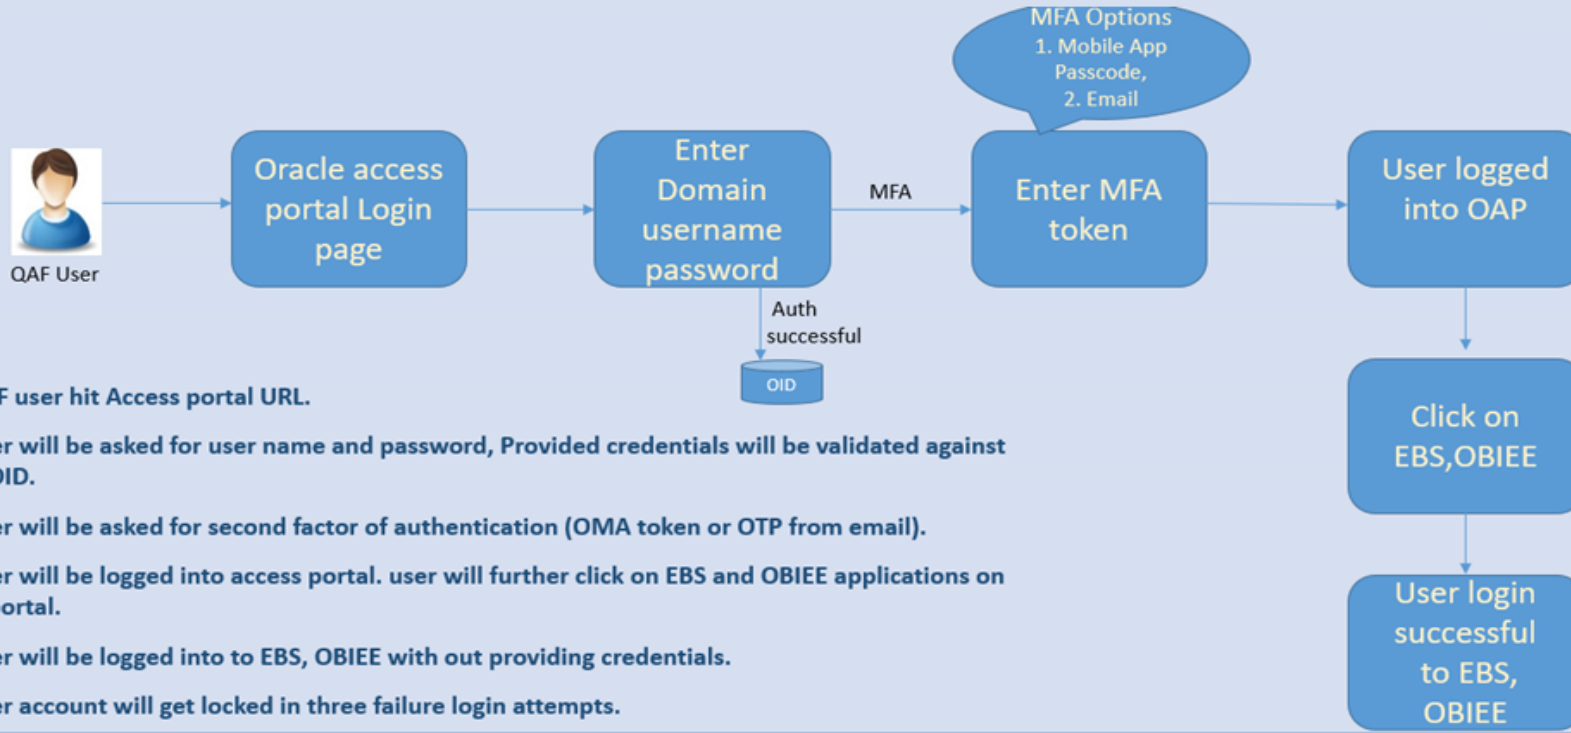 MFA Options
1. Mobile App
Passcode,
2. Email
QAF User
Oracle access
portal Login
page
Enter
Domain
username
password
MFA
Enter MFA
token
User logged
into OAP
Auth
successful
OID
F user hit Access portal URL.
er will be asked for user name and password, Provided credentials will be validated against
OID.
er will be asked for second factor of authentication (OMA token or OTP from email).
er will be logged into access portal. user will further click on EBS and OBIEE applications on
portal.
er will be logged into to EBS, OBIEE with out providing credentials.
er account will get locked in three failure login attempts.
Click on
EBS,OBIEE
User login
successful
to EBS,
OBIEE